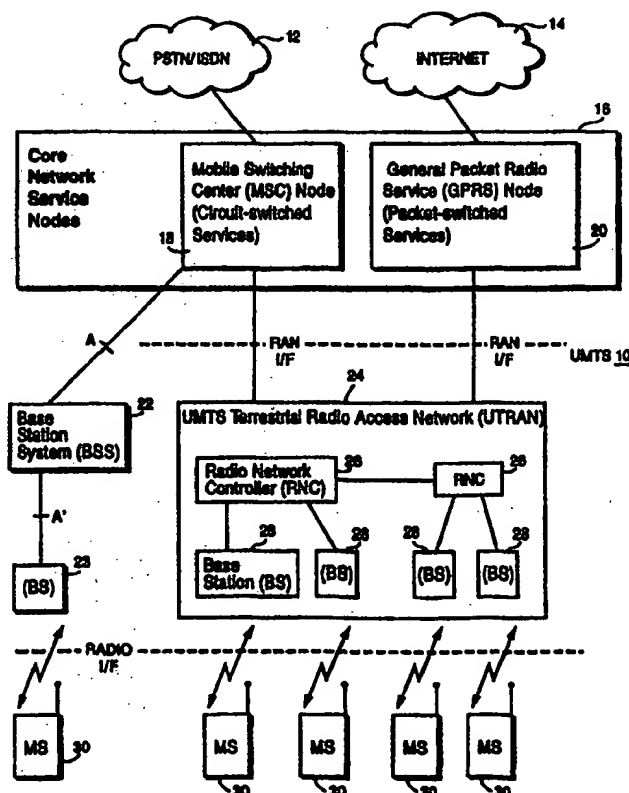 12
PSTN/ISDN
14
INTERNET
16
Core
Network
Service
Nodes
Mobile Switching
Center (MSC) Node
(Circuit-switched
Services)
18
General Packet Radio
Service (GPRS) Node
(Packet-switched
Services)
20
A
RAN
I/F
RAN
I/F
UMTS 10
22
Base
Station
System (BSS)
24
UMTS Terrestrial Radio Access Network (UTRAN)
Radio Network
Controller (RNC)
26
RNC
26
A'
(BS)
23
28
Base
Station (BS)
28
(BS)
28
(BS)
28
(BS)
RADIO
I/F
MS
30
MS
30
MS
30
MS
30
MS
30